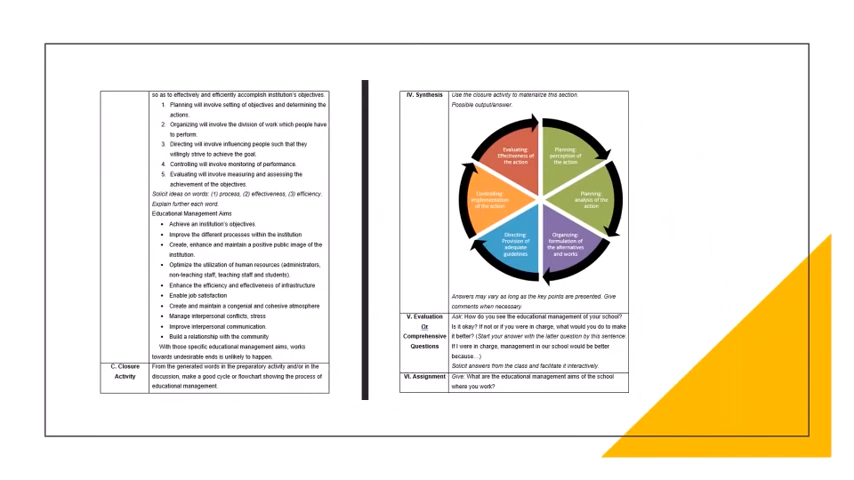 so as to effectively and efficiently accomplish institution's objectives.
1. Planning will involve setting of objectives and determining the
actions.
2. Organizing will involve the division of work which people have
to perform.
3. Directing will involve influencing people such that they
willingly strive to achieve the goal.
4. Controlling will involve monitoring of performance.
5. Evaluating will involve measuring and assessing the
achievement of the objectives.
Solicit ideas on words: (1) process, (2) effectiveness, (3) efficiency.
Explain further each word.
Educational Management Aims
• Achieve an institution's objectives.
• Improve the different processes within the institution
• Create, enhance and maintain a positive public image of the
institution.
• Optimize the utilization of human resources (administrators,
non-teaching staff, teaching staff and students).
• Enhance the efficiency and effectiveness of infrastructure
• Enable job satisfaction
• Create and maintain a congenial and cohesive atmosphere
• Manage interpersonal conflicts, stress
• Improve interpersonal communication.
• Build a relationship with the community
With those specific educational management aims, works
towards undesirable ends is unlikely to happen.
C. Closure
Activity
From the generated words in the preparatory activity and/or in the
discussion, make a good cycle or flowchart showing the process of
educational management.
IV. Synthesis
Use the closure activity to materialize this section.
Possible output/answer.
Evaluating:
Effectiveness of
the action
Planning:
perception of
the action
Planning:
analysis of the
action
Organizing:
formulation of
the alternatives
and works
Directing:
Provision of
adequate
guidelines
Controlling:
Implementation
of the action
Answers may vary as long as the key points are presented. Give
comments when necessary.
V. Evaluation
Or
Comprehensive
Questions
Ask: How do you see the educational management of your school?
Is it okay? If not or if you were in charge, what would you do to make
it better? (Start your answer with the latter question by this sentence:
If I were in charge, management in our school would be better
because…)
Solicit answers from the class and facilitate it interactively.
VI. Assignment
Give: What are the educational management aims of the school
where you work?